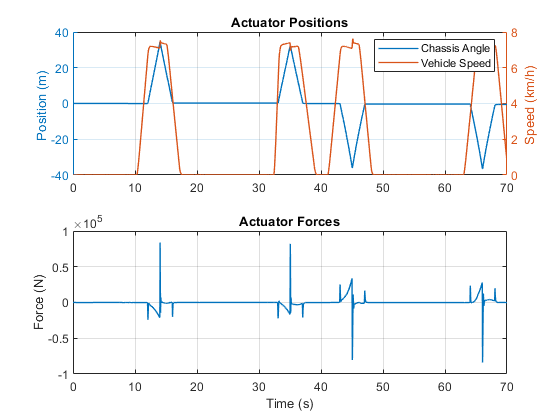 Actuator Positions
40
20
0
-20
-40
Position (m)
8
6
4
2
0
Speed (km/h)
Chassis Angle
Vehicle Speed
0 10 20 30 40 50 60 70
Actuator Forces
×10^5
1
0.5
0
-0.5
-1
Force (N)
0 10 20 30 40 50 60 70
Time (s)